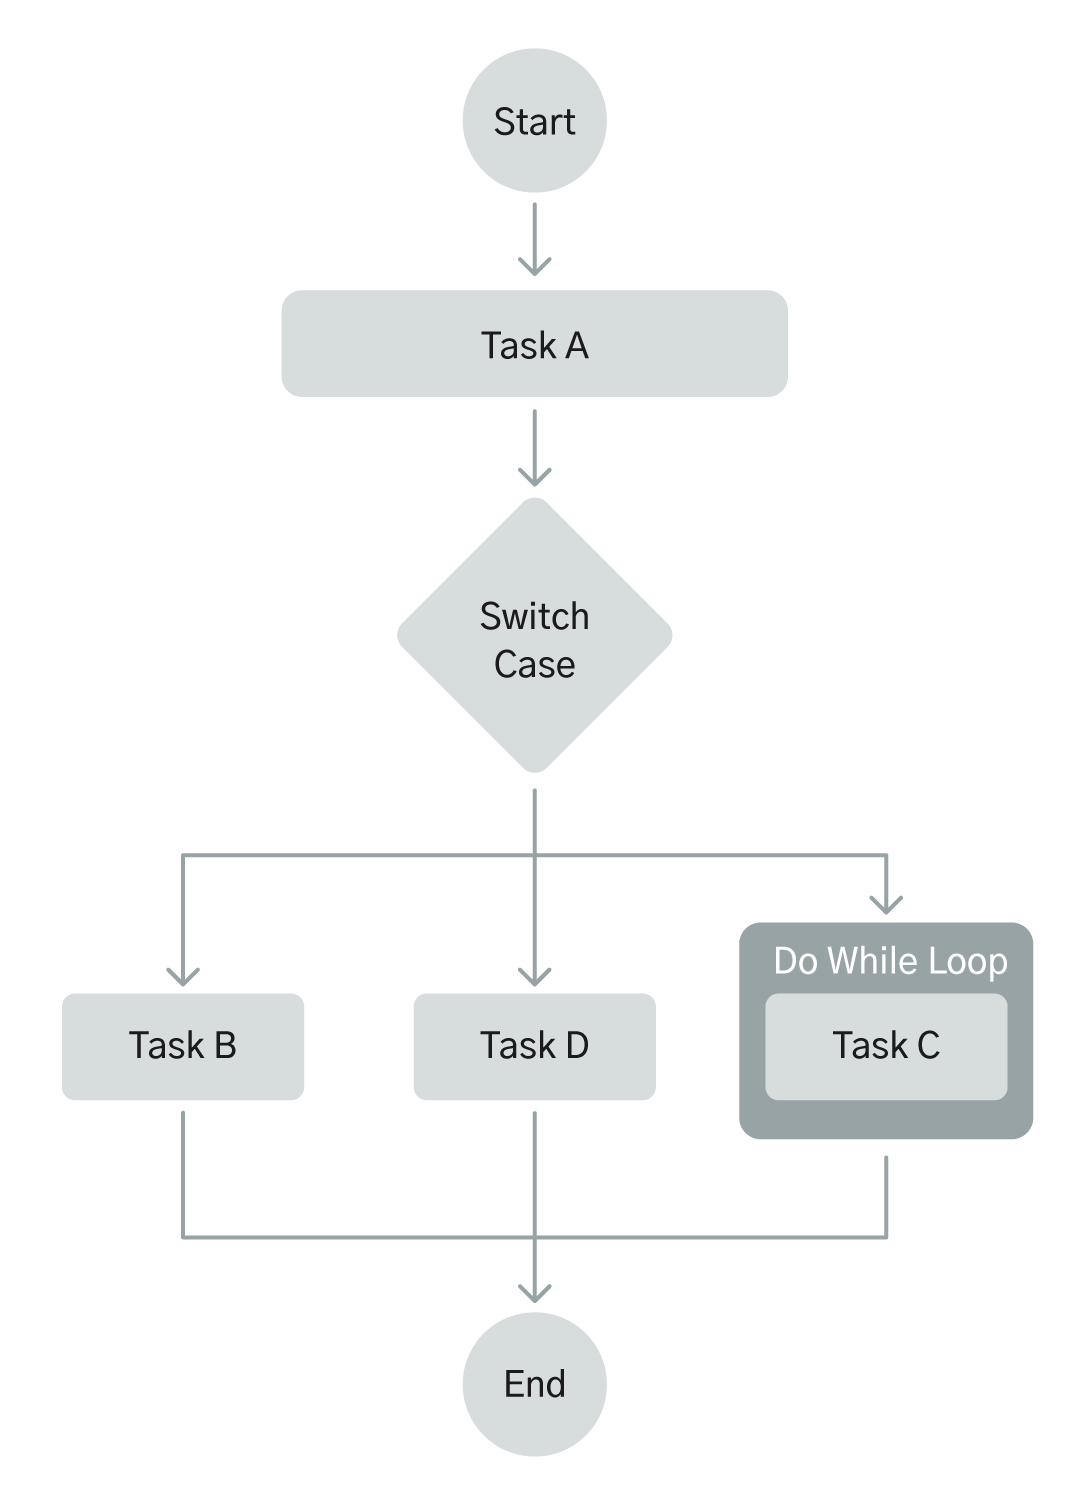 Start
Task A
Switch
Case
Task B
Task D
Do While Loop
Task C
End